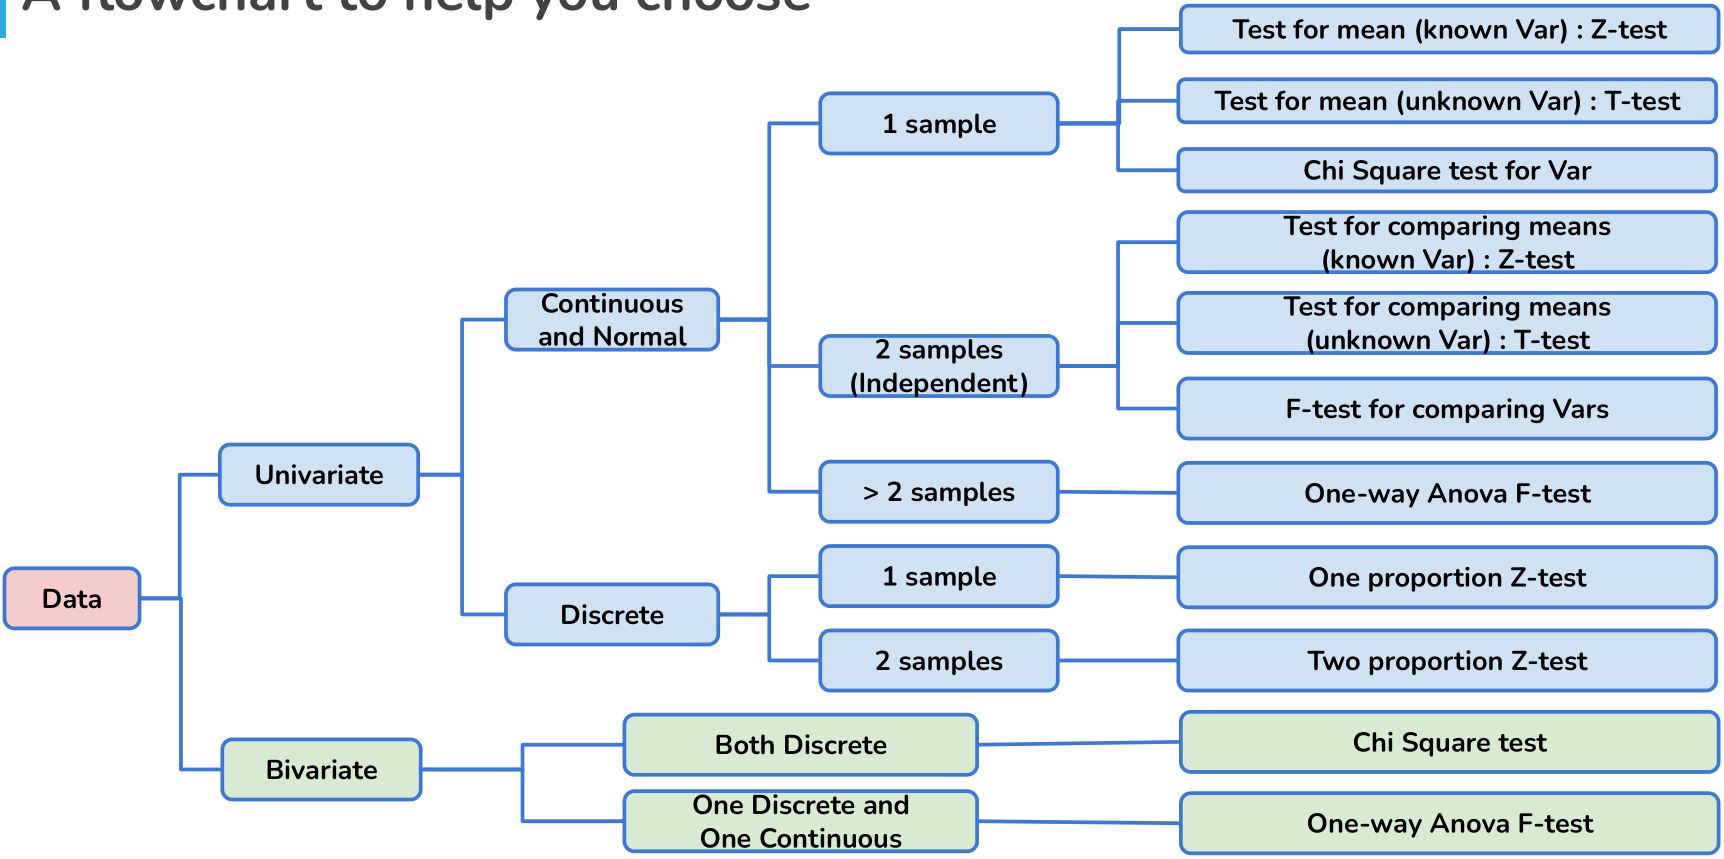 A flowchart to help you choose
Test for mean (known Var) : Z-test
Test for mean (unknown Var) : T-test
1 sample
Chi Square test for Var
Test for comparing means
(known Var) : Z-test
Continuous
and Normal
Test for comparing means
(unknown Var) : T-test
2 samples
(Independent)
F-test for comparing Vars
Univariate
> 2 samples
One-way Anova F-test
Data
1 sample
One proportion Z-test
Discrete
2 samples
Two proportion Z-test
Both Discrete
Chi Square test
Bivariate
One Discrete and
One Continuous
One-way Anova F-test